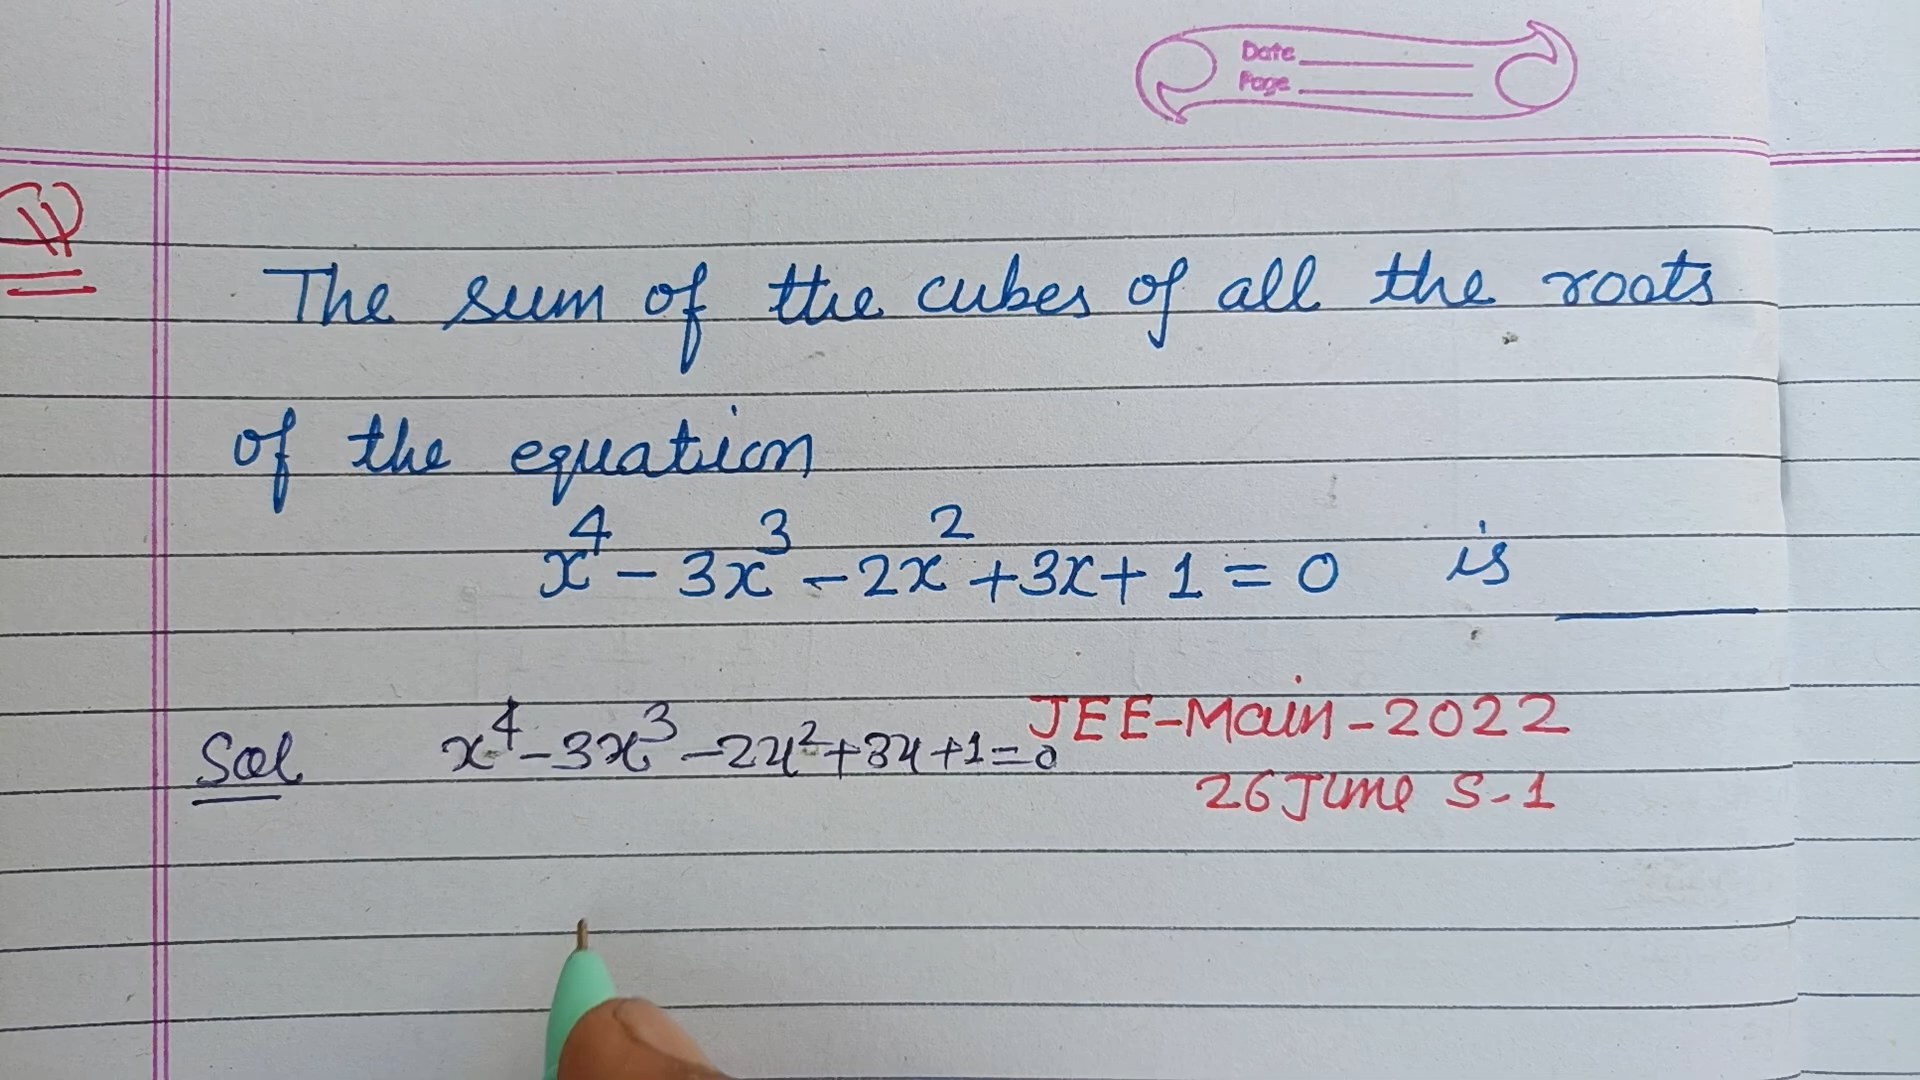 Date
Page
Q
The sum of the cubes of all the roots
of the equation
x⁴ - 3x³ - 2x² + 3x + 1 = 0 is ______
JEE-Main-2022
Sol x⁴ - 3x³ - 2x² + 3x + 1 = 0
26 June S-1